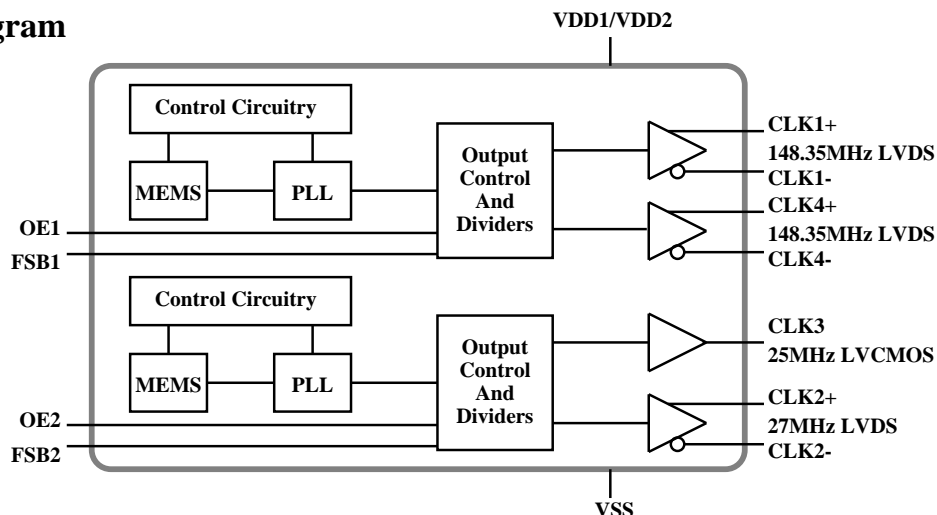 gram
VDD1/VDD2
Control Circuitry
MEMS
PLL
Output
Control
And
Dividers
CLK1+
148.35MHz LVDS
CLK1-
CLK4+
148.35MHz LVDS
CLK4-
OE1
FSB1
Control Circuitry
MEMS
PLL
Output
Control
And
Dividers
CLK3
25MHz LVCMOS
CLK2+
27MHz LVDS
CLK2-
OE2
FSB2
VSS